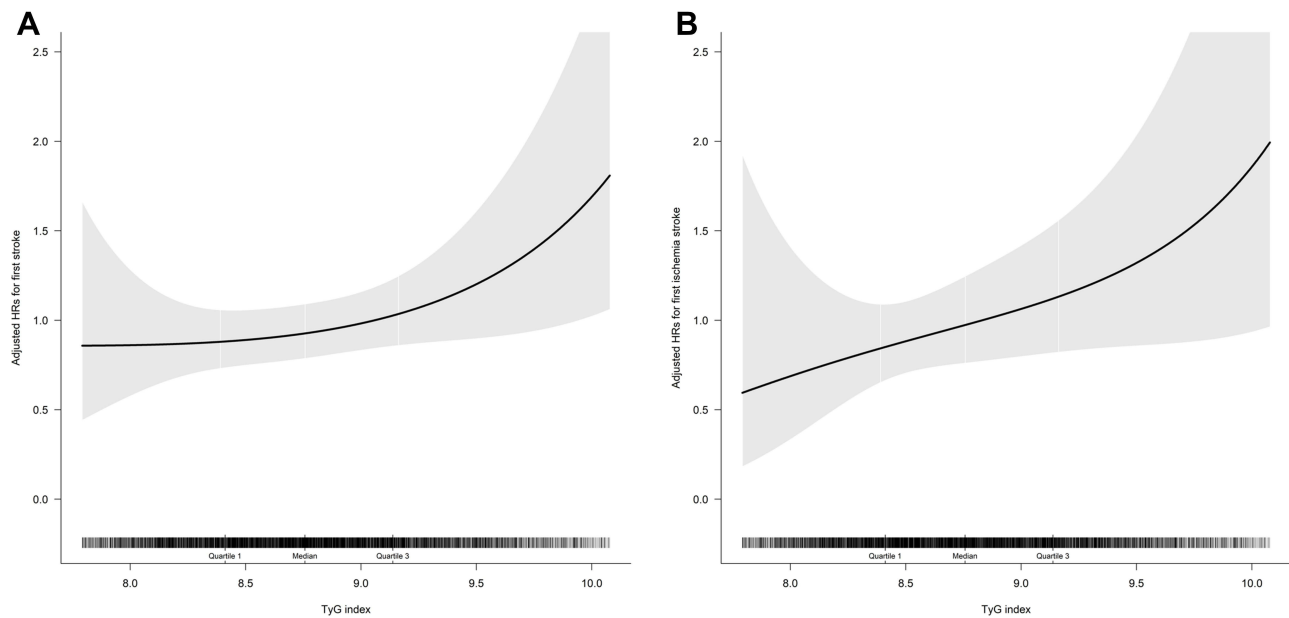 A
2.5
2.0
1.5
1.0
0.5
0.0
Adjusted HRs for first stroke
Quartile 1
Median
Quartile 3
8.0
8.5
9.0
9.5
10.0
TyG index
B
2.5
2.0
1.5
1.0
0.5
0.0
Adjusted HRs for first ischemia stroke
Quartile 1
Median
Quartile 3
8.0
8.5
9.0
9.5
10.0
TyG index